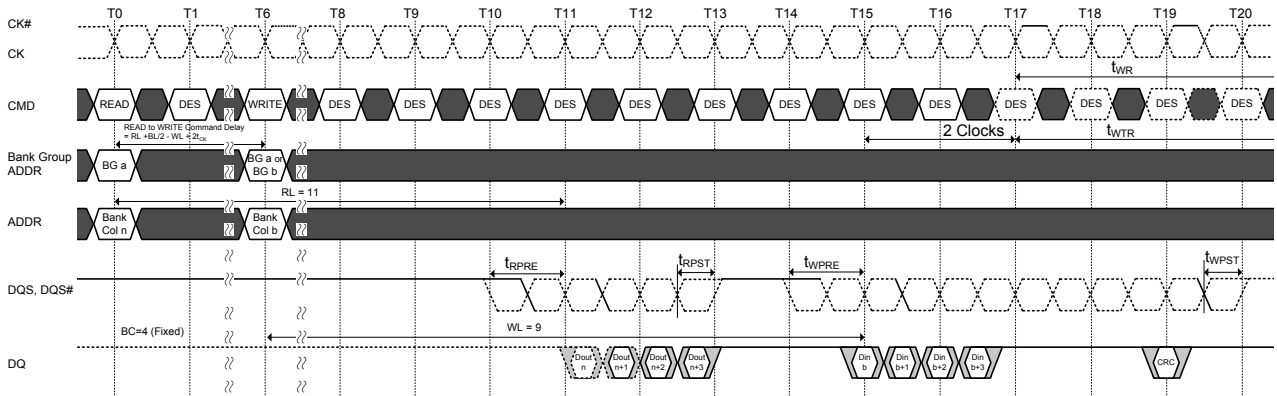 T0 T1 T6 T8 T9 T10 T11 T12 T13 T14 T15 T16 T17 T18 T19 T20
CK#
CK
tWR
CMD
READ DES WRITE DES DES DES DES DES DES DES DES DES DES DES DES DES
READ to WRITE Command Delay
= RL +BL/2 - WL + 2tCK
2 Clocks
tWTR
Bank Group
ADDR
BG a
BG a or
BG b
RL = 11
ADDR
Bank
Col n
Bank
Col b
tRPRE
tRPST
tWPRE
tWPST
DQS, DQS#
BC=4 (Fixed)
WL = 9
DQ
Dout
n
Dout
n+1
Dout
n+2
Dout
n+3
Din
b
Din
b+1
Din
b+2
Din
b+3
CRC